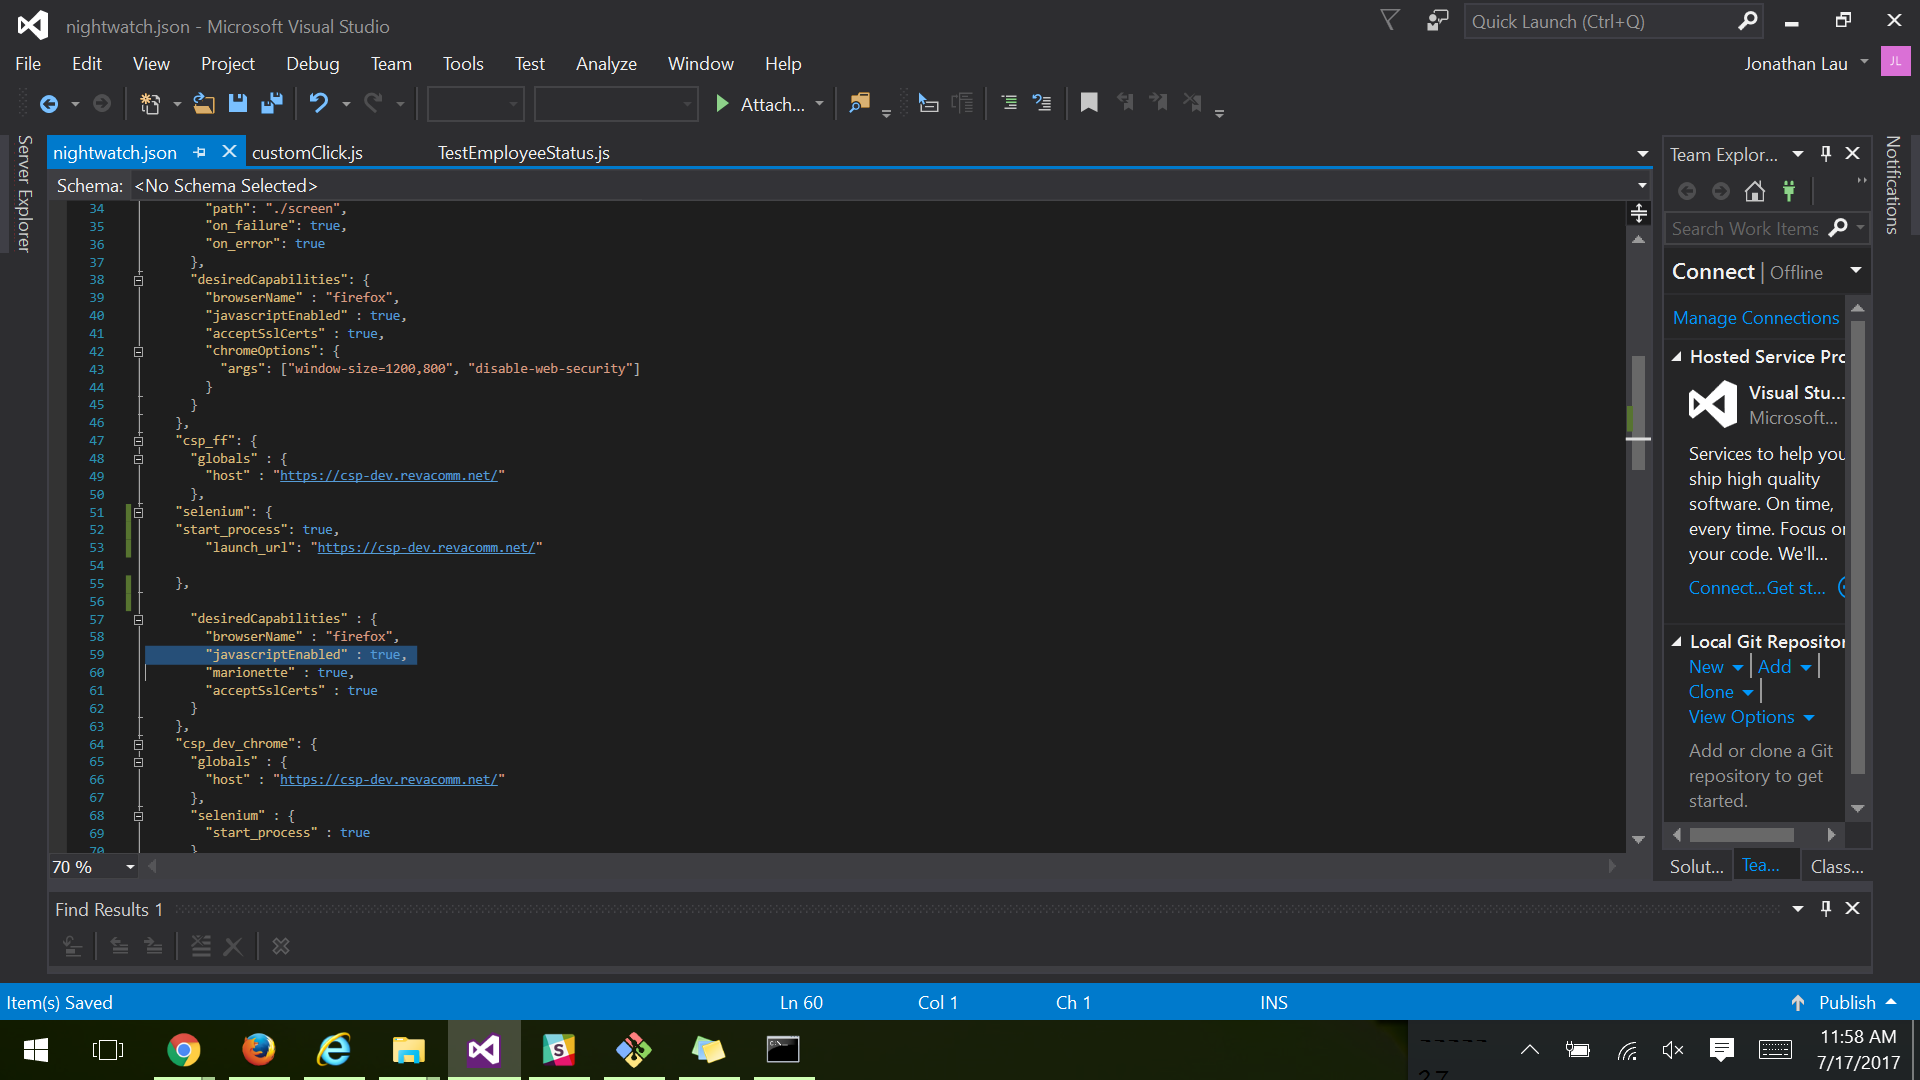 nightwatch.json - Microsoft Visual Studio
Quick Launch (Ctrl+Q)
File Edit View Project Debug Team Tools Test Analyze Window Help
Jonathan Lau JL
Attach...
Server Explorer
nightwatch.json customClick.js TestEmployeeStatus.js
Schema: <No Schema Selected>
34 "path": "./screen",
35 "on_failure": true,
36 "on_error": true
37 },
38 "desiredCapabilities": {
39 "browserName" : "firefox",
40 "javascriptEnabled" : true,
41 "acceptSslCerts" : true,
42 "chromeOptions": {
43 "args": ["window-size=1200,800", "disable-web-security"]
44 }
45 }
46 },
47 "csp_ff": {
48 "globals" : {
49 "host" : "https://csp-dev.revacomm.net/"
50 },
51 "selenium": {
52 "start_process": true,
53 "launch_url": "https://csp-dev.revacomm.net/"
54
55 },
56
57 "desiredCapabilities" : {
58 "browserName" : "firefox",
59 "javascriptEnabled" : true,
60 "marionette" : true,
61 "acceptSslCerts" : true
62 }
63 },
64 "csp_dev_chrome": {
65 "globals" : {
66 "host" : "https://csp-dev.revacomm.net/"
67 },
68 "selenium" : {
69 "start_process" : true
70 }
70 %
Team Explor...
Search Work Items
Connect | Offline
Manage Connections
Hosted Service Pro
Visual Stu...
Microsoft...
Services to help you
ship high quality
software. On time,
every time. Focus on
your code. We'll...
Connect... Get st...
Local Git Repositor
New Add
Clone
View Options
Add or clone a Git
repository to get
started.
Solut... Tea... Class...
Notifications
Find Results 1
Item(s) Saved Ln 60 Col 1 Ch 1 INS Publish
11:58 AM
7/17/2017